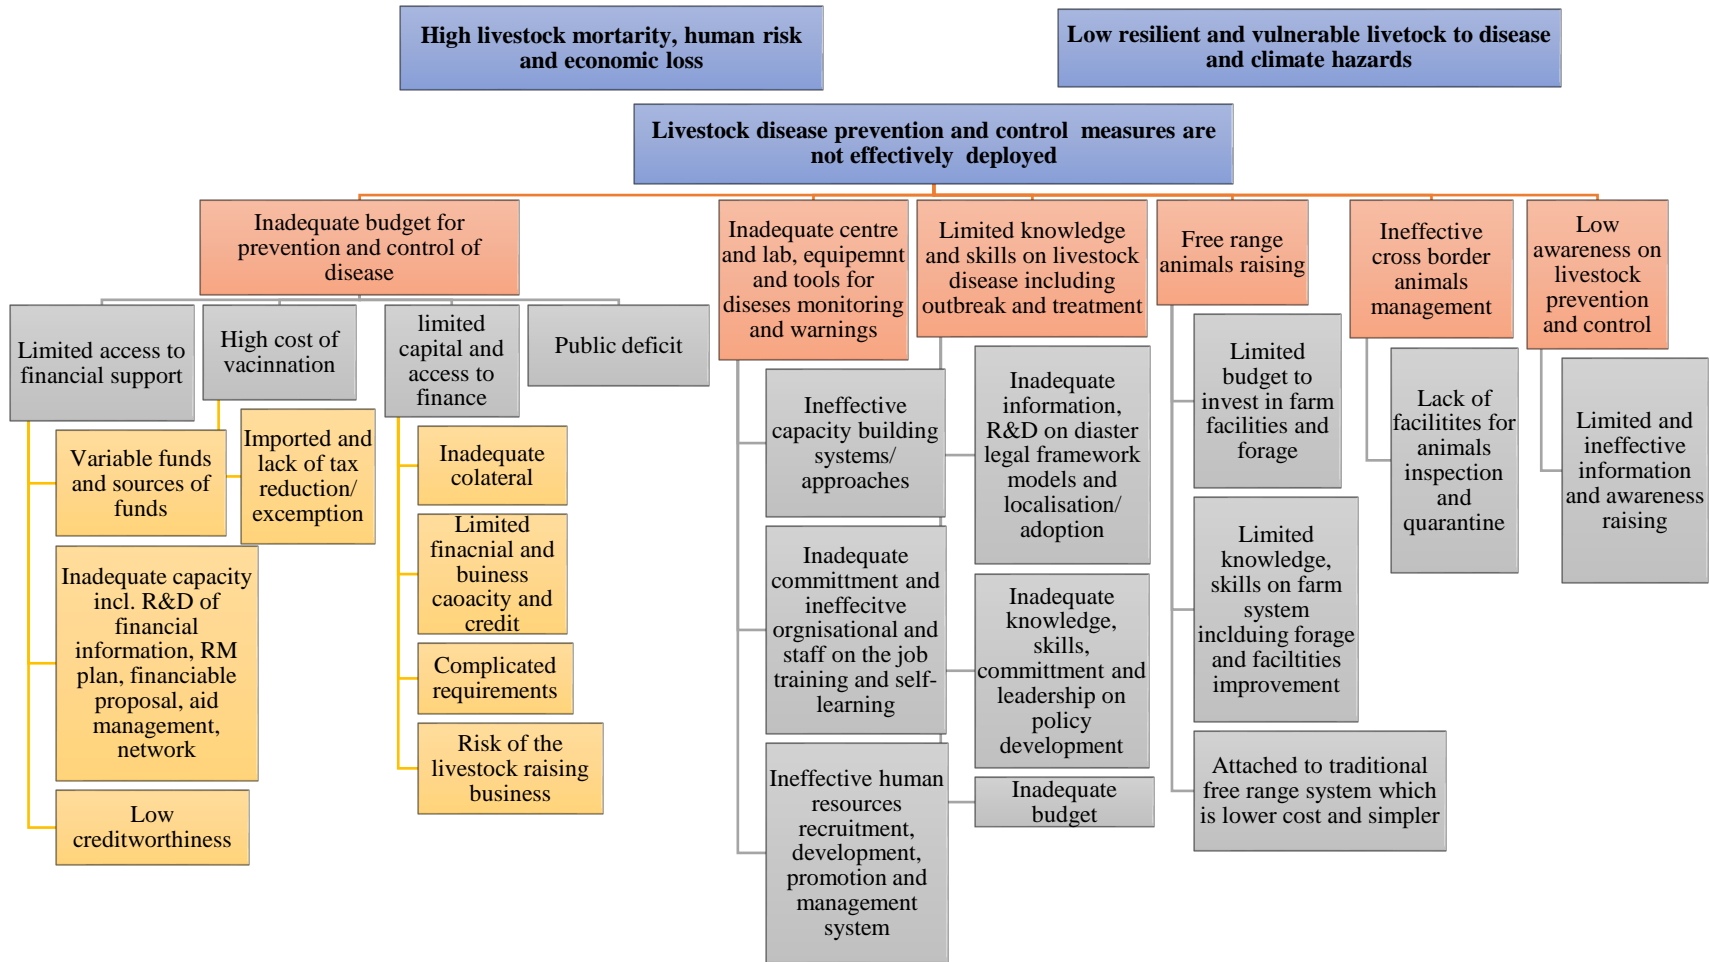 High livestock mortarity, human risk
and economic loss
Low resilient and vulnerable livetock to disease
and climate hazards
Livestock disease prevention and control measures are
not effectively deployed
Inadequate budget for
prevention and control of
disease
Inadequate centre
and lab, equipemnt
and tools for
diseses monitoring
and warnings
Limited knowledge
and skills on livestock
disease including
outbreak and treatment
Free range
animals raising
Ineffective
cross border
animals
management
Low
awareness on
livestock
prevention
and control
Limited access to
financial support
High cost of
vacinnation
limited
capital and
access to
finance
Public deficit
Variable funds
and sources of
funds
Inadequate capacity
incl. R&D of
financial
information, RM
plan, financiable
proposal, aid
management,
network
Low
creditworthiness
Imported and
lack of tax
reduction/
excemption
Inadequate
colateral
Limited
finacnial and
buiness
caoacity and
credit
Complicated
requirements
Risk of the
livestock raising
business
Ineffective
capacity building
systems/
approaches
Inadequate
committment and
ineffecitve
orgnisational and
staff on the job
training and self-
learning
Ineffective human
resources
recruitment,
development,
promotion and
management
system
Inadequate
information,
R&D on diaster
legal framework
models and
localisation/
adoption
Inadequate
knowledge,
skills,
committment and
leadership on
policy
development
Inadequate
budget
Limited
budget to
invest in farm
facilities and
forage
Limited
knowledge,
skills on farm
system
inclduing forage
and faciltities
improvement
Attached to traditional
free range system which
is lower cost and simpler
Lack of
facilitites for
animals
inspection
and
quarantine
Limited and
ineffective
information
and awareness
raising